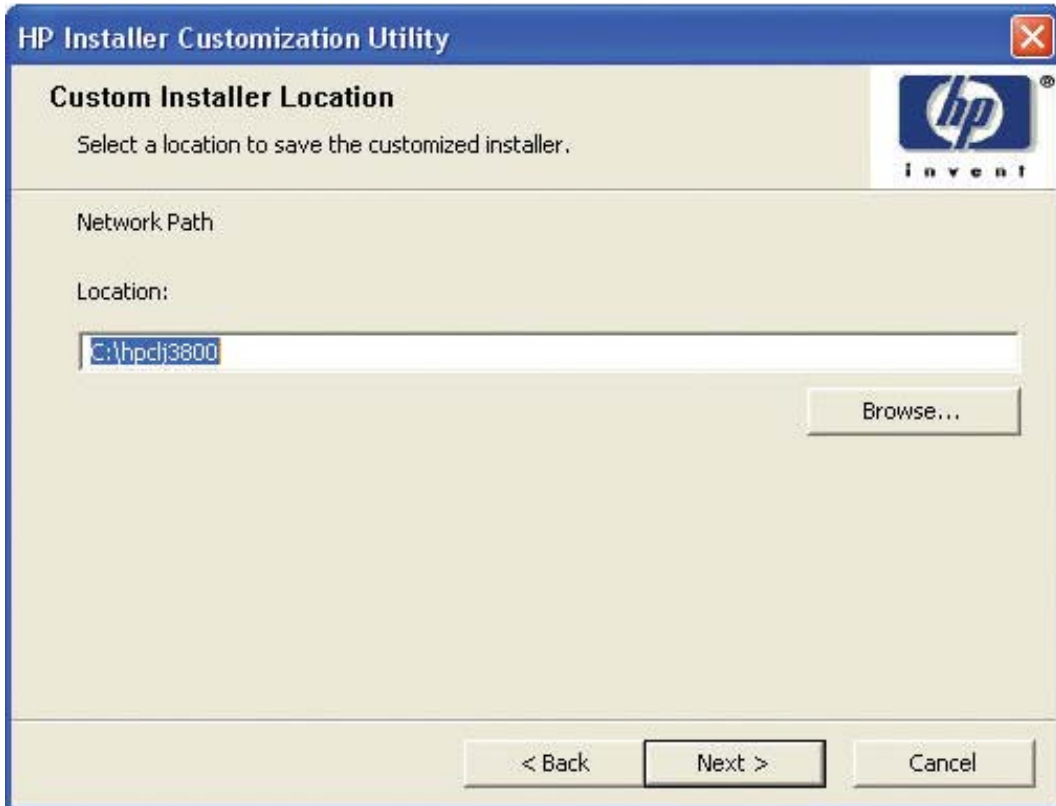 HP Installer Customization Utility
Custom Installer Location
Select a location to save the customized installer.
hp
®
invent
Network Path
Location:
C:\hpclj3800
Browse...
< Back
Next >
Cancel